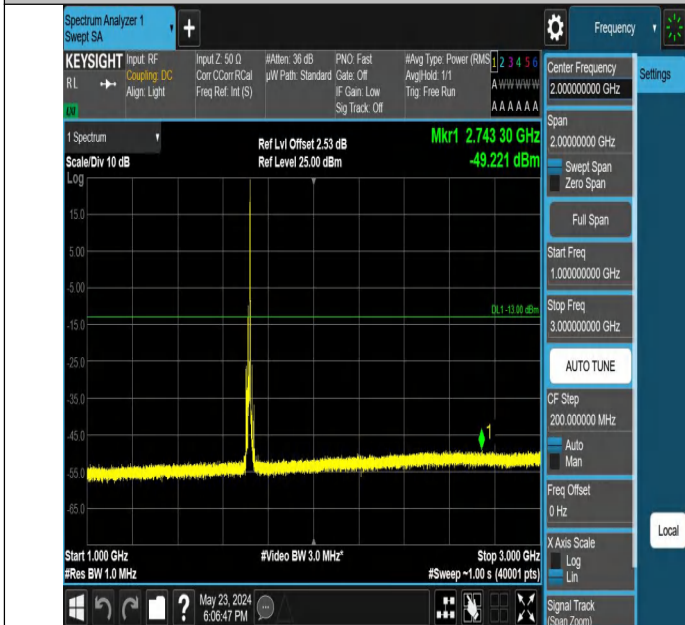 Spectrum Analyzer 1
Swept SA
Frequency
KEYSIGHT
RL
Input: RF
Coupling: DC
Align: Light
Input Z: 50 Ω
Corr CCorr RCal
Freq Ref: Int (S)
#Atten: 36 dB
µW Path: Standard
PNO: Fast
Gate: Off
IF Gain: Low
Sig Track: Off
#Avg Type: Power (RMS
Avg|Hold: 1/1
Trig: Free Run
1 2 3 4 5 6
A W W W W W
A A A A A A
1 Spectrum
Scale/Div 10 dB
Ref Lvl Offset 2.53 dB
Ref Level 25.00 dBm
Mkr1 2.743 30 GHz
-49.221 dBm
Log
15.0
5.00
-5.00
-15.0
-25.0
-35.0
-45.0
-55.0
-65.0
DL1 -13.00 dBm
1
Start 1.000 GHz
#Res BW 1.0 MHz
#Video BW 3.0 MHz*
Stop 3.000 GHz
#Sweep ~1.00 s (40001 pts)
May 23, 2024
6:06:47 PM
Center Frequency
2.000000000 GHz
Settings
Span
2.00000000 GHz
Swept Span
Zero Span
Full Span
Start Freq
1.000000000 GHz
Stop Freq
3.000000000 GHz
AUTO TUNE
CF Step
200.000000 MHz
Auto
Man
Freq Offset
0 Hz
X Axis Scale
Log
Lin
Local
Signal Track
(Span Zoom)